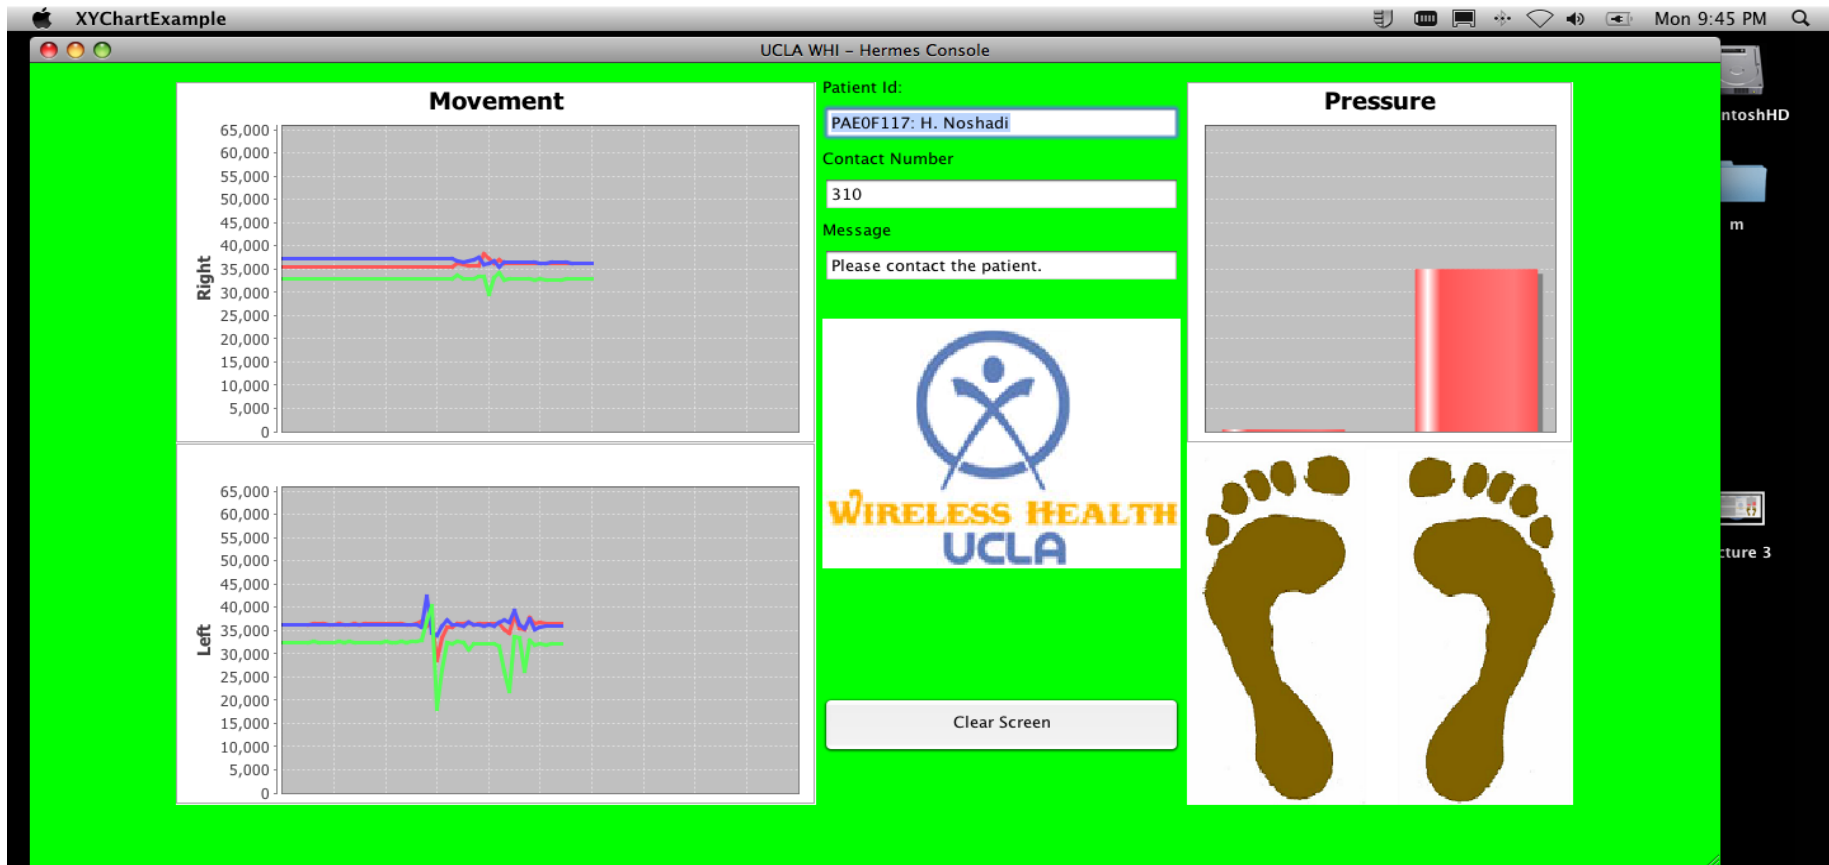 XYChartExample
Mon 9:45 PM
UCLA WHI – Hermes Console
Movement
65,000
60,000
55,000
50,000
45,000
40,000
35,000
30,000
25,000
20,000
15,000
10,000
5,000
0
Right
65,000
60,000
55,000
50,000
45,000
40,000
35,000
30,000
25,000
20,000
15,000
10,000
5,000
0
Left
Patient Id:
PAE0F117: H. Noshadi
Contact Number
310
Message
Please contact the patient.
WIRELESS HEALTH
UCLA
Clear Screen
Pressure
ntoshHD
m
cture 3